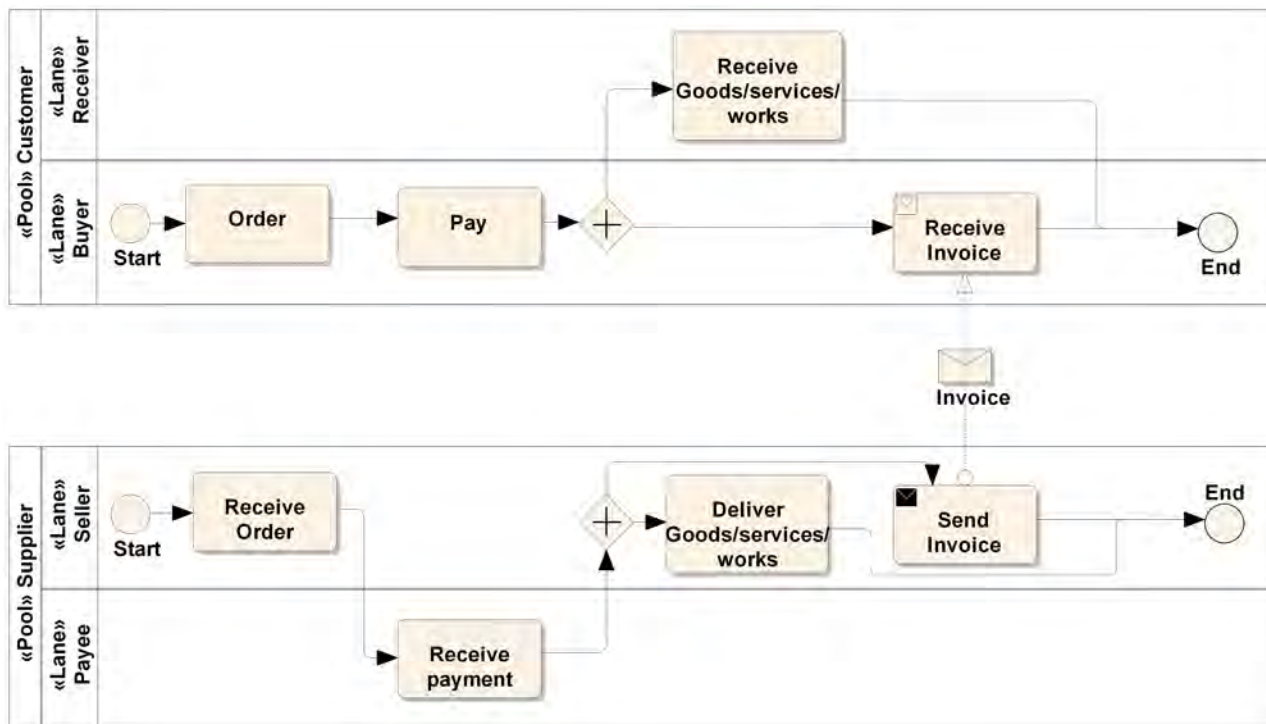 «Pool» Customer
«Lane»
Receiver
Receive
Goods/services/
works
«Lane»
Buyer
Start
Order
Pay
Receive
Invoice
End
Invoice
«Pool» Supplier
«Lane»
Seller
Start
Receive
Order
Deliver
Goods/services/
works
Send
Invoice
End
«Lane»
Payee
Receive
payment